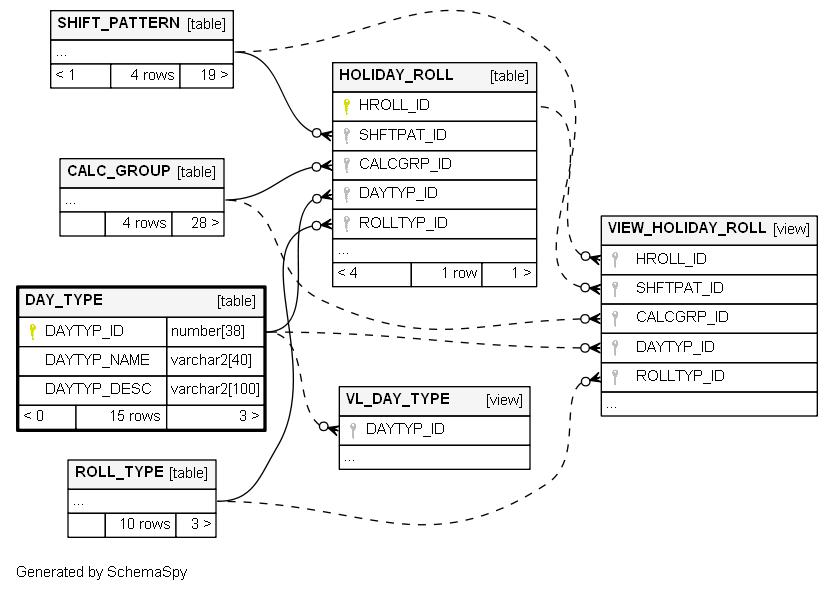 SHIFT_PATTERN [table]
...
< 1 4 rows 19 >
HOLIDAY_ROLL [table]
HROLL_ID
SHFTPAT_ID
CALCGRP_ID
DAYTYP_ID
ROLLTYP_ID
...
< 4 1 row 1 >
CALC_GROUP [table]
...
4 rows 28 >
VIEW_HOLIDAY_ROLL [view]
HROLL_ID
SHFTPAT_ID
CALCGRP_ID
DAYTYP_ID
ROLLTYP_ID
...
DAY_TYPE [table]
DAYTYP_ID number[38]
DAYTYP_NAME varchar2[40]
DAYTYP_DESC varchar2[100]
< 0 15 rows 3 >
VL_DAY_TYPE [view]
DAYTYP_ID
...
ROLL_TYPE [table]
...
10 rows 3 >
Generated by SchemaSpy